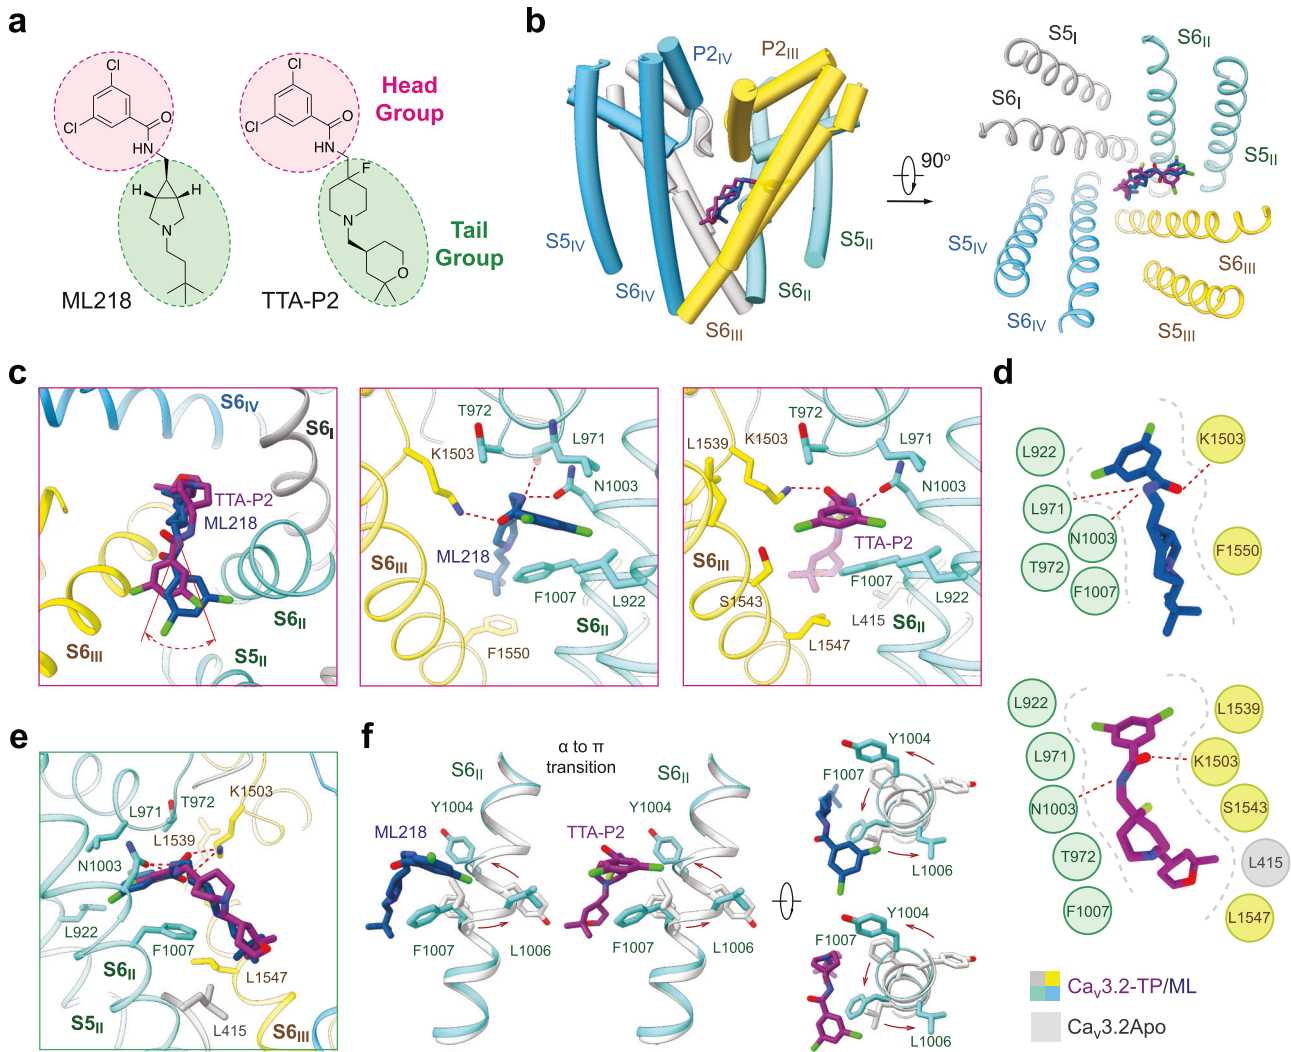 a
Cl
Cl
O
HN
H
H
N
ML218
Cl
Cl
O
HN
F
N
O
TTA-P2
Head
Group
Tail
Group
b
P2IV
P2III
S5IV
S6IV
S6III
S6II
S5II
90°
S5I
S6II
S6I
S5II
S5IV
S6IV
S6III
S5III
c
S6IV
S6I
TTA-P2
ML218
S6III
S6II
S5II
T972
K1503
L971
N1003
ML218
S6III
F1007
L922
S6II
F1550
T972
L1539
K1503
L971
N1003
TTA-P2
S6III
F1007
S1543
L922
L415
S6II
L1547
d
L922
K1503
L971
N1003
T972
F1007
F1550
L922
L1539
L971
K1503
N1003
S1543
T972
L415
F1007
L1547
e
T972
K1503
L971
L1539
N1003
L922
F1007
S6II
L1547
S5II
L415
S6III
f
α to π
transition
S6II
S6II
Y1004
Y1004
ML218
TTA-P2
F1007
L1006
F1007
L1006
Y1004
F1007
L1006
Y1004
F1007
L1006
Cav3.2-TP/ML
Cav3.2Apo